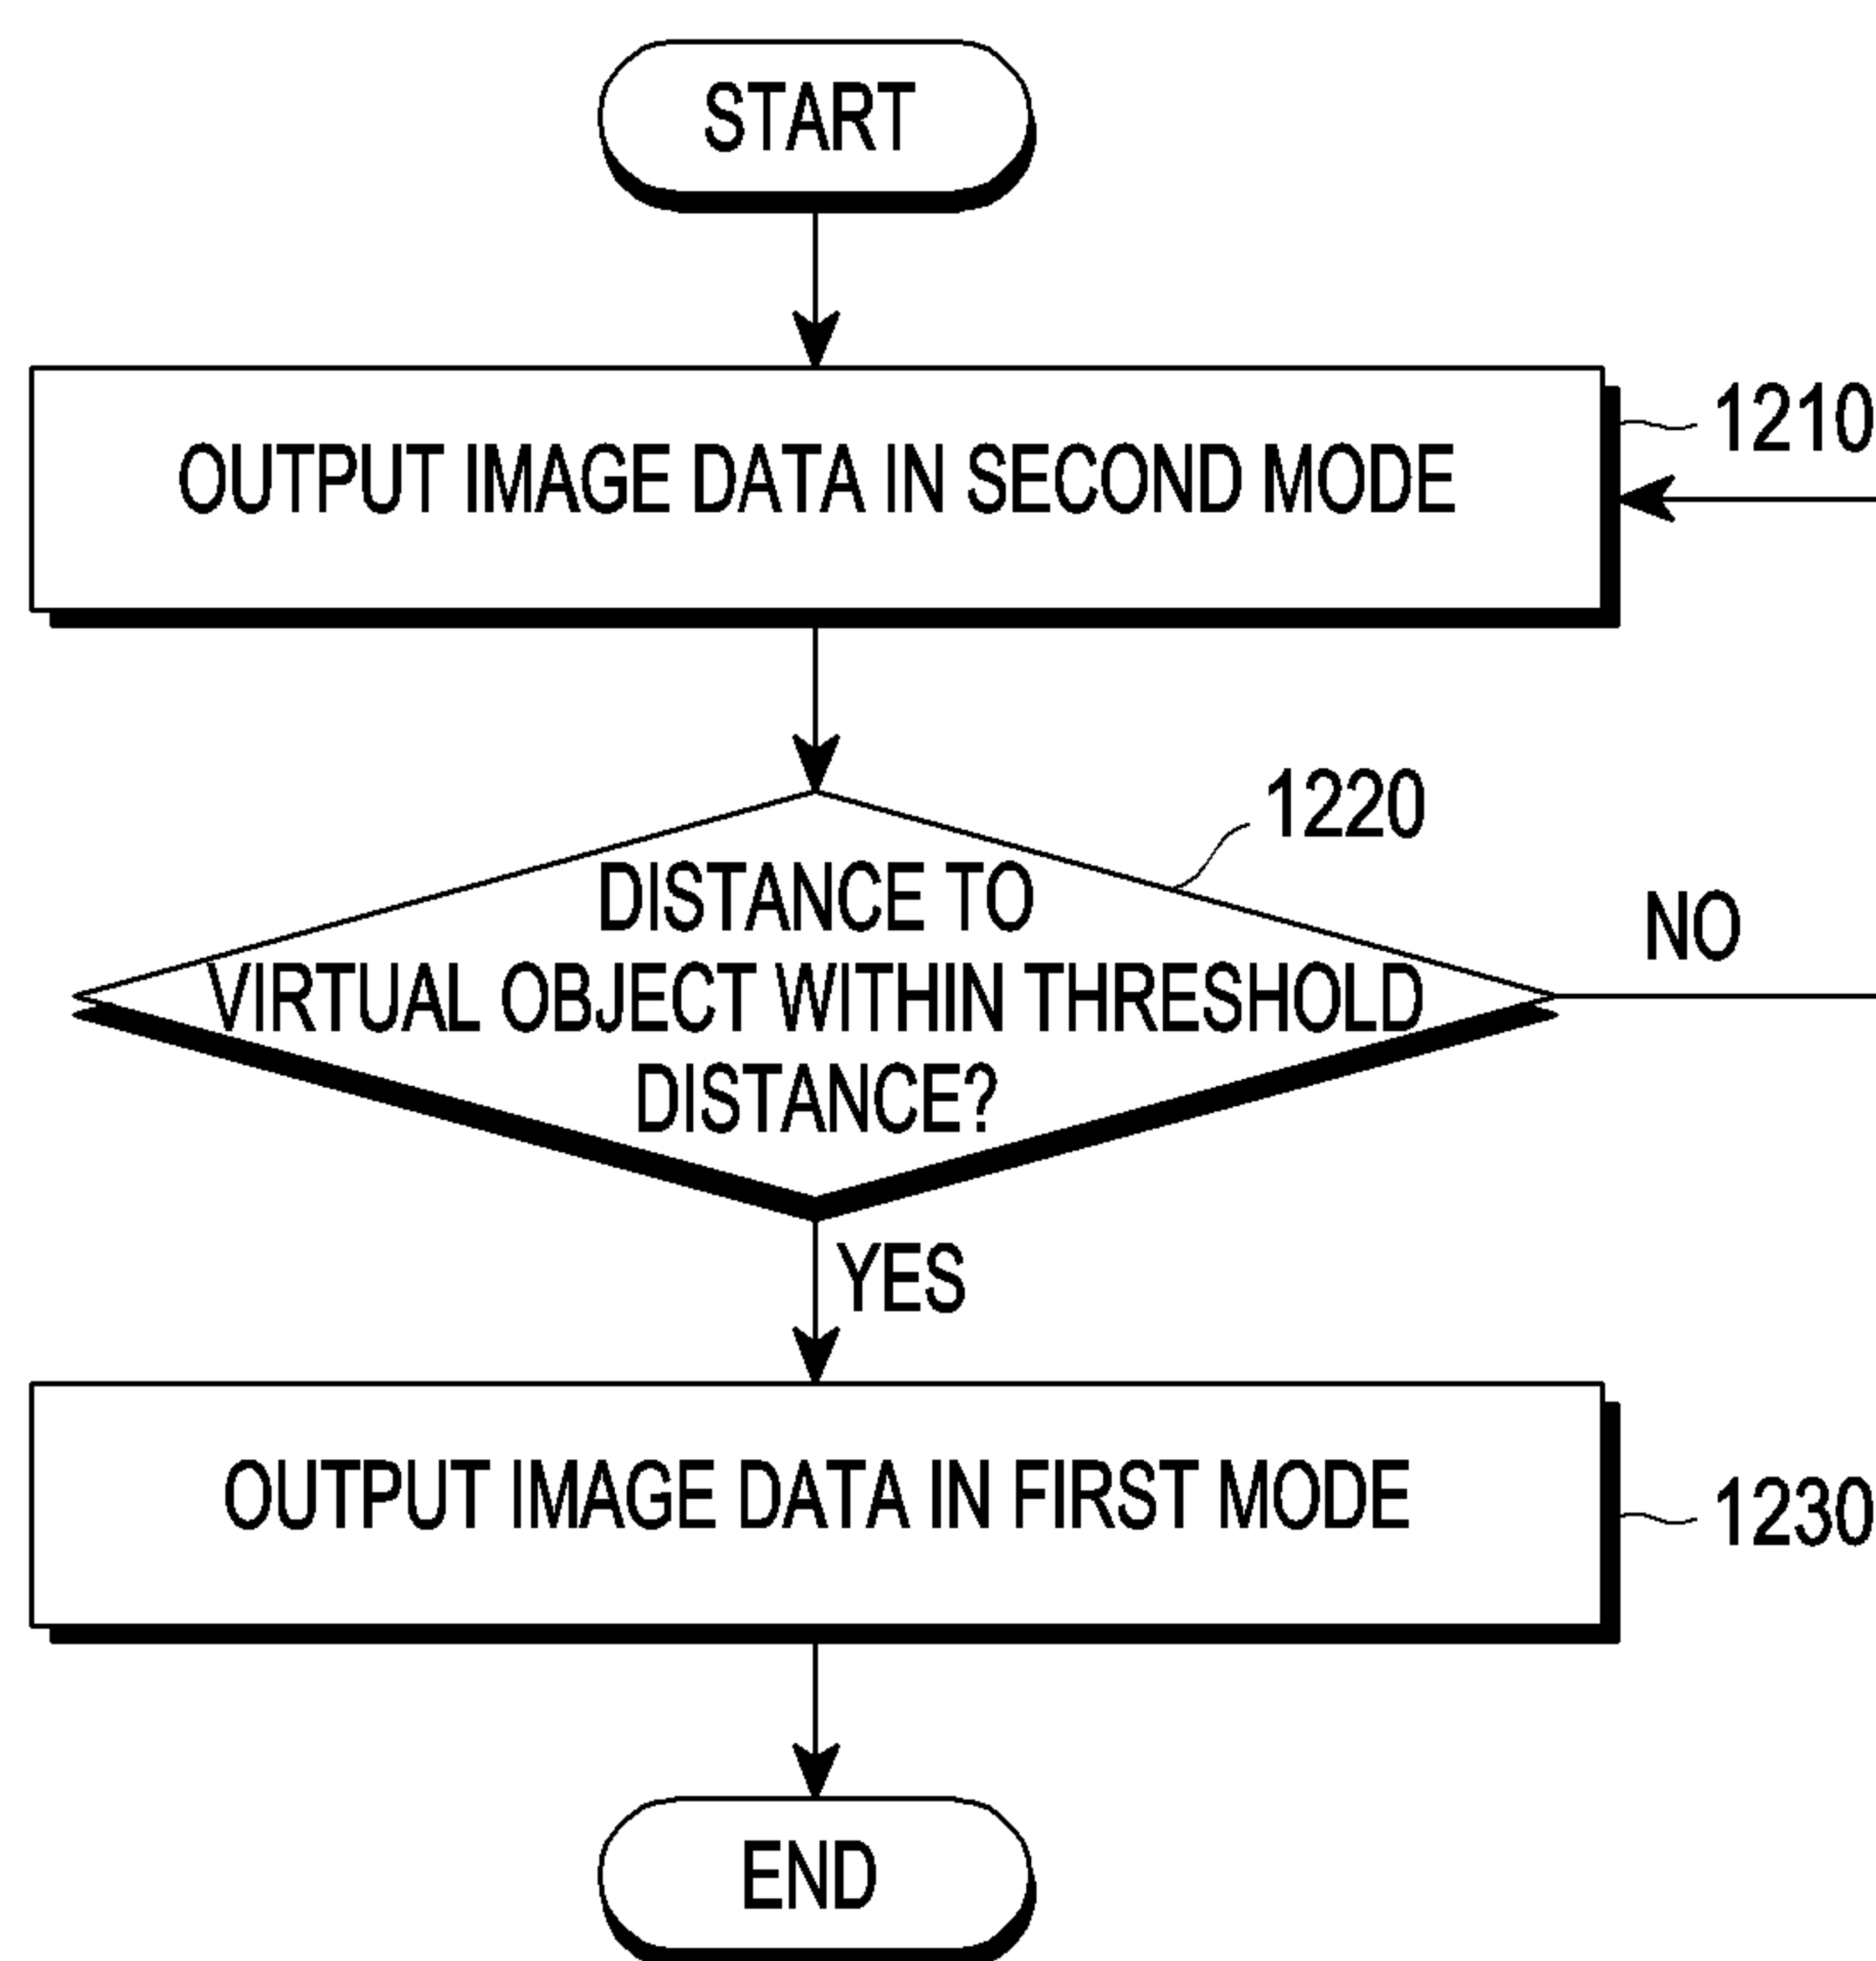 START
OUTPUT IMAGE DATA IN SECOND MODE
1210
1220
DISTANCE TO
VIRTUAL OBJECT WITHIN THRESHOLD
DISTANCE?
NO
YES
OUTPUT IMAGE DATA IN FIRST MODE
1230
END